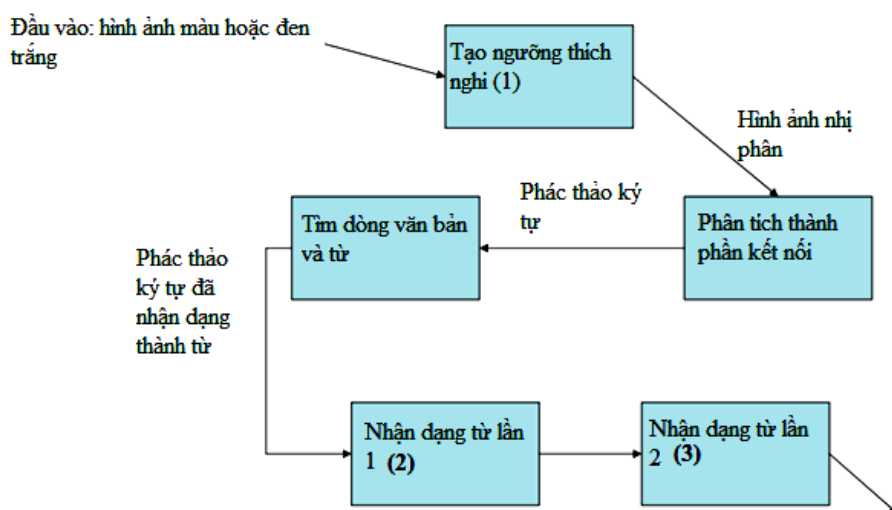 Đầu vào: hình ảnh màu hoặc đen
trắng
Tạo ngưỡng thích
nghi (1)
Hình ảnh nhị
phân
Phác thảo ký
tự
Tìm dòng văn bản
và từ
Phân tích thành
phần kết nối
Phác thảo
ký tự đã
nhận dạng
thành từ
Nhận dạng từ lần
1 (2)
Nhận dạng từ lần
2 (3)